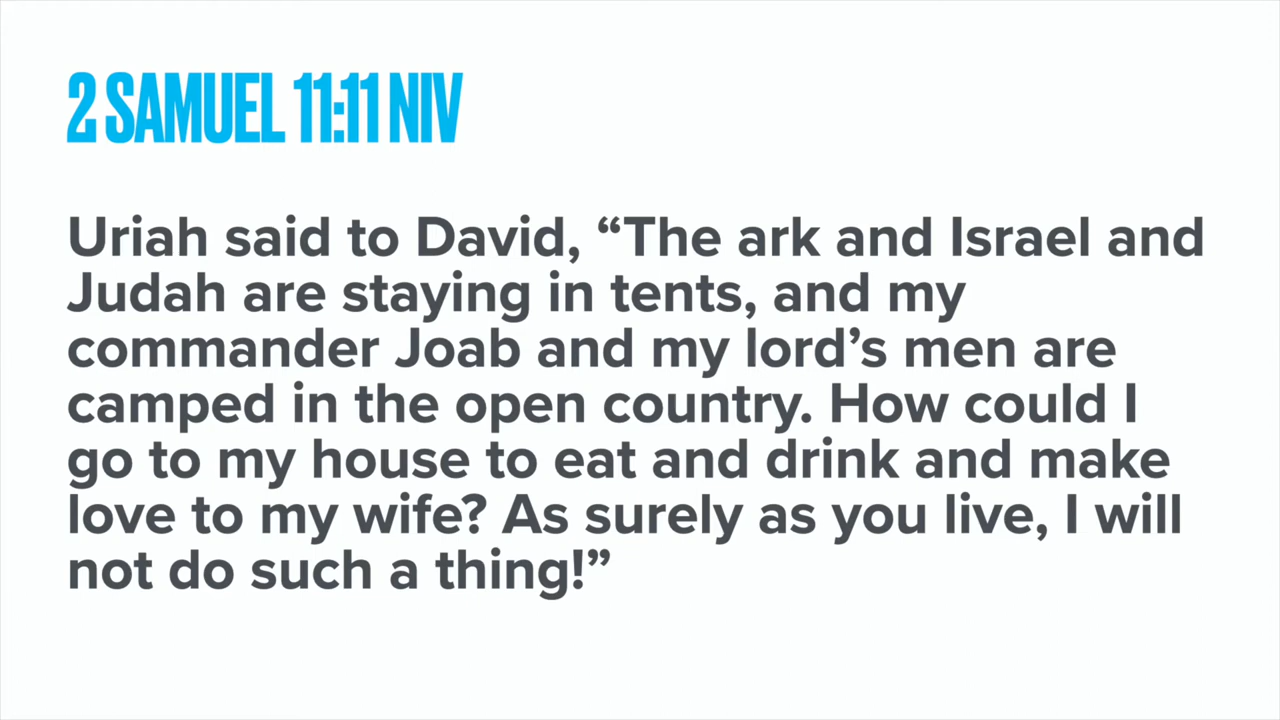 2 SAMUEL 11:11 NIV
Uriah said to David, “The ark and Israel and
Judah are staying in tents, and my
commander Joab and my lord’s men are
camped in the open country. How could I
go to my house to eat and drink and make
love to my wife? As surely as you live, I will
not do such a thing!”